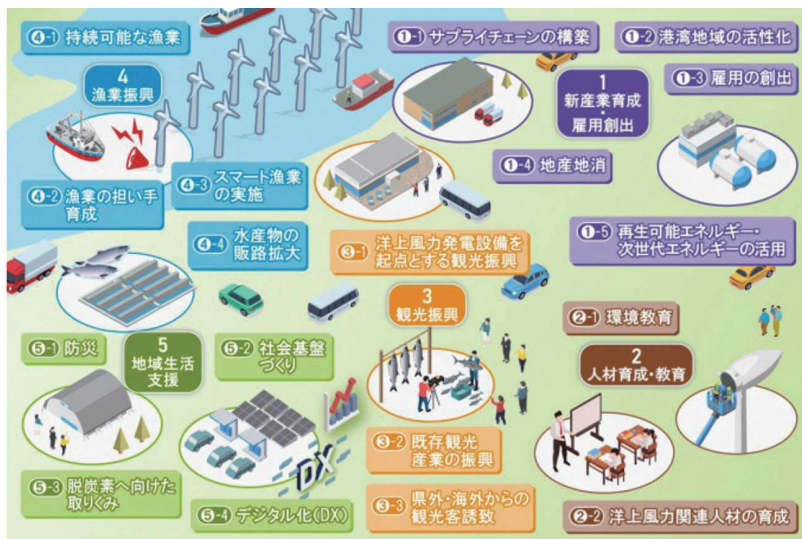 ④-1 持続可能な漁業
4
漁業振興
④-2 漁業の担い手
育成
④-3 スマート漁業
の実施
④-4 水産物の
販路拡大
①-1 サプライチェーンの構築
①-2 港湾地域の活性化
1
新産業育成
・
雇用創出
①-3 雇用の創出
①-4 地産地消
①-5 再生可能エネルギー・
次世代エネルギーの活用
③-1 洋上風力発電設備を
起点とする観光振興
3
観光振興
③-2 既存観光
産業の振興
③-3 県外・海外からの
観光客誘致
②-1 環境教育
2
人材育成・教育
②-2 洋上風力関連人材の育成
⑤-1 防災
5
地域生活
支援
⑤-2 社会基盤
づくり
⑤-3 脱炭素へ向けた
取りくみ
⑤-4 デジタル化(DX)
DX